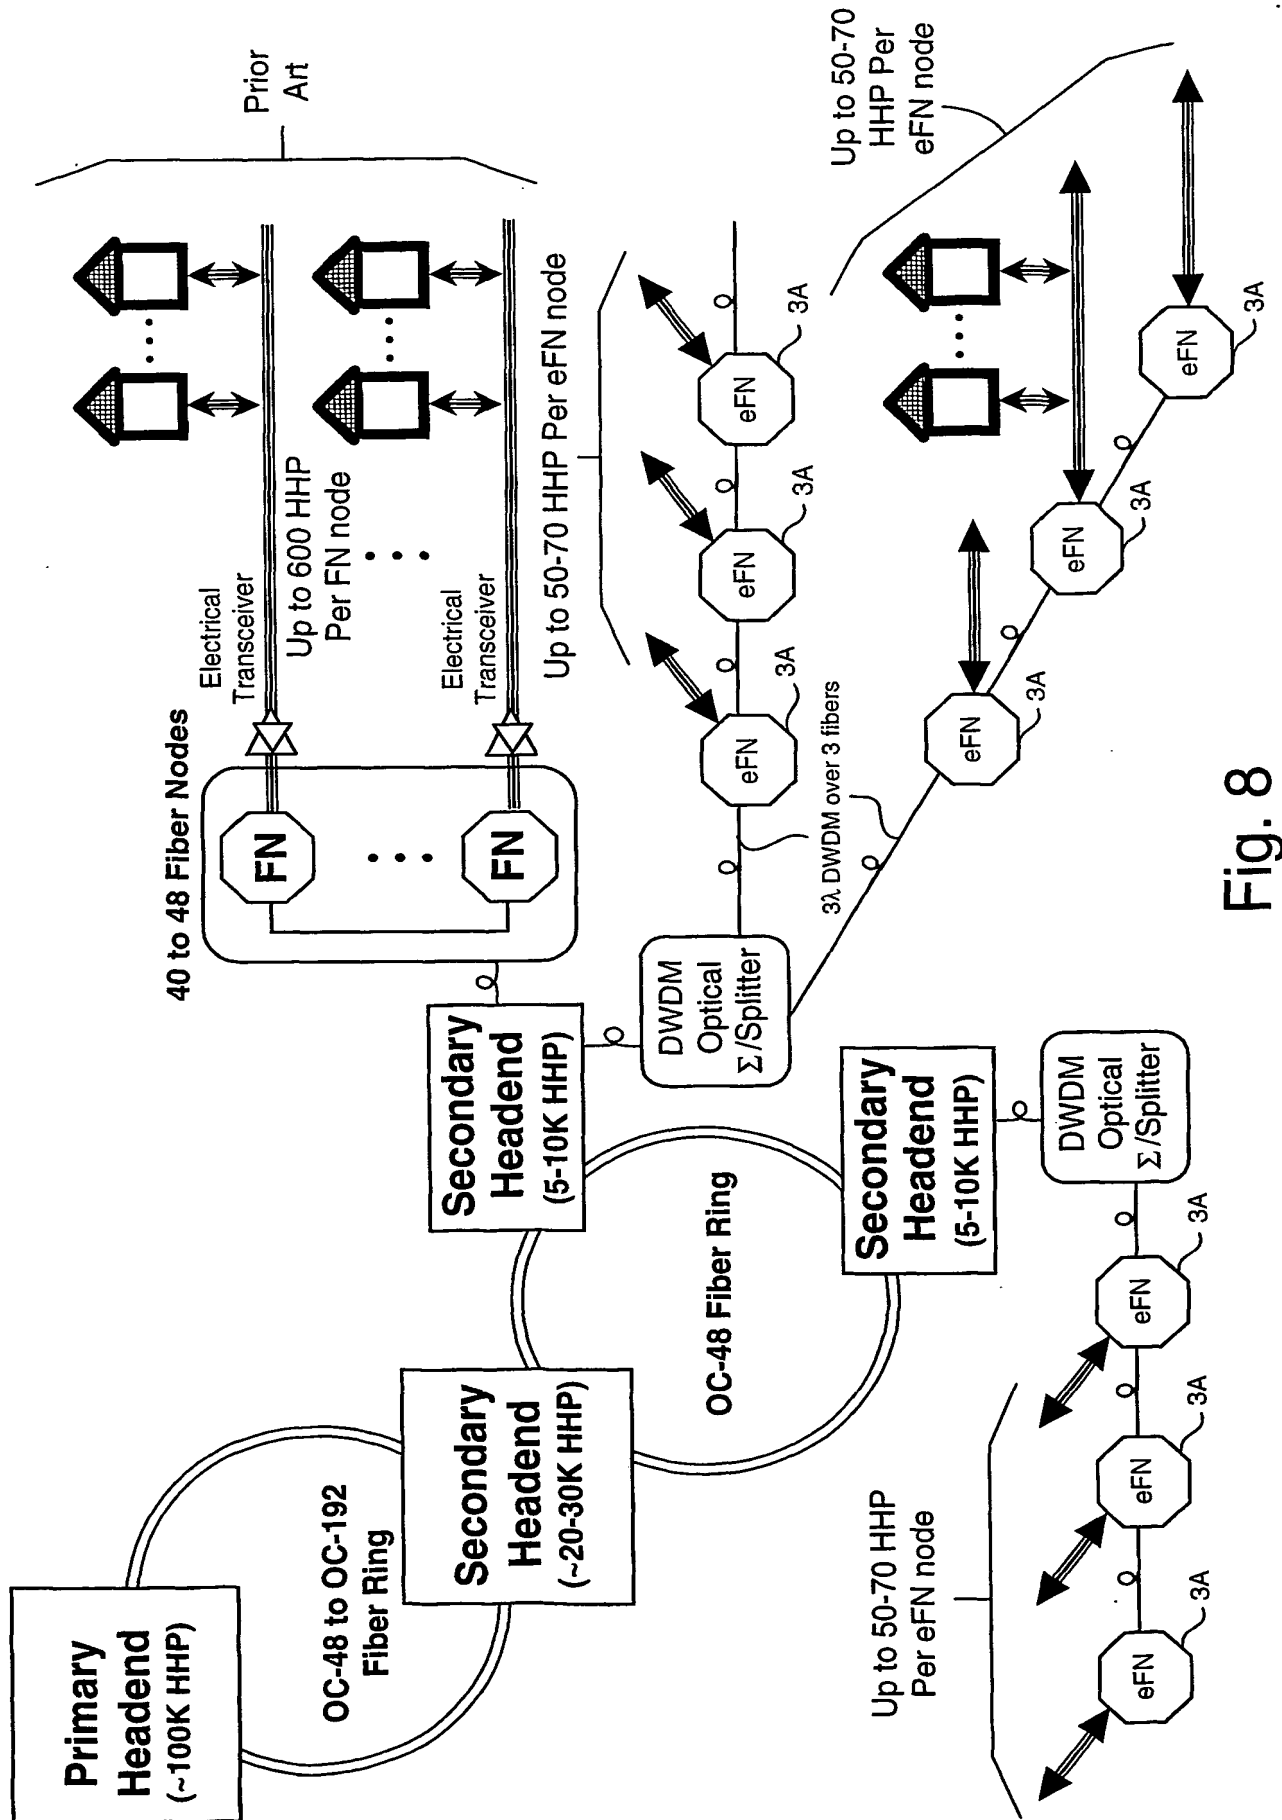 Primary
Headend
(~100K HHP)
OC-48 to OC-192
Fiber Ring
Secondary
Headend
(~20-30K HHP)
OC-48 Fiber Ring
Secondary
Headend
(5-10K HHP)
Secondary
Headend
(5-10K HHP)
40 to 48 Fiber Nodes
FN
FN
Electrical
Transceiver
Up to 600 HHP
Per FN node
Electrical
Transceiver
Prior
Art
DWDM
Optical
Σ/Splitter
3λ DWDM over 3 fibers
Up to 50-70 HHP Per eFN node
eFN
3A
eFN
3A
eFN
3A
eFN
3A
eFN
3A
eFN
3A
Up to 50-70
HHP Per
eFN node
DWDM
Optical
Σ/Splitter
Up to 50-70 HHP
Per eFN node
eFN
3A
eFN
3A
eFN
3A
Fig. 8